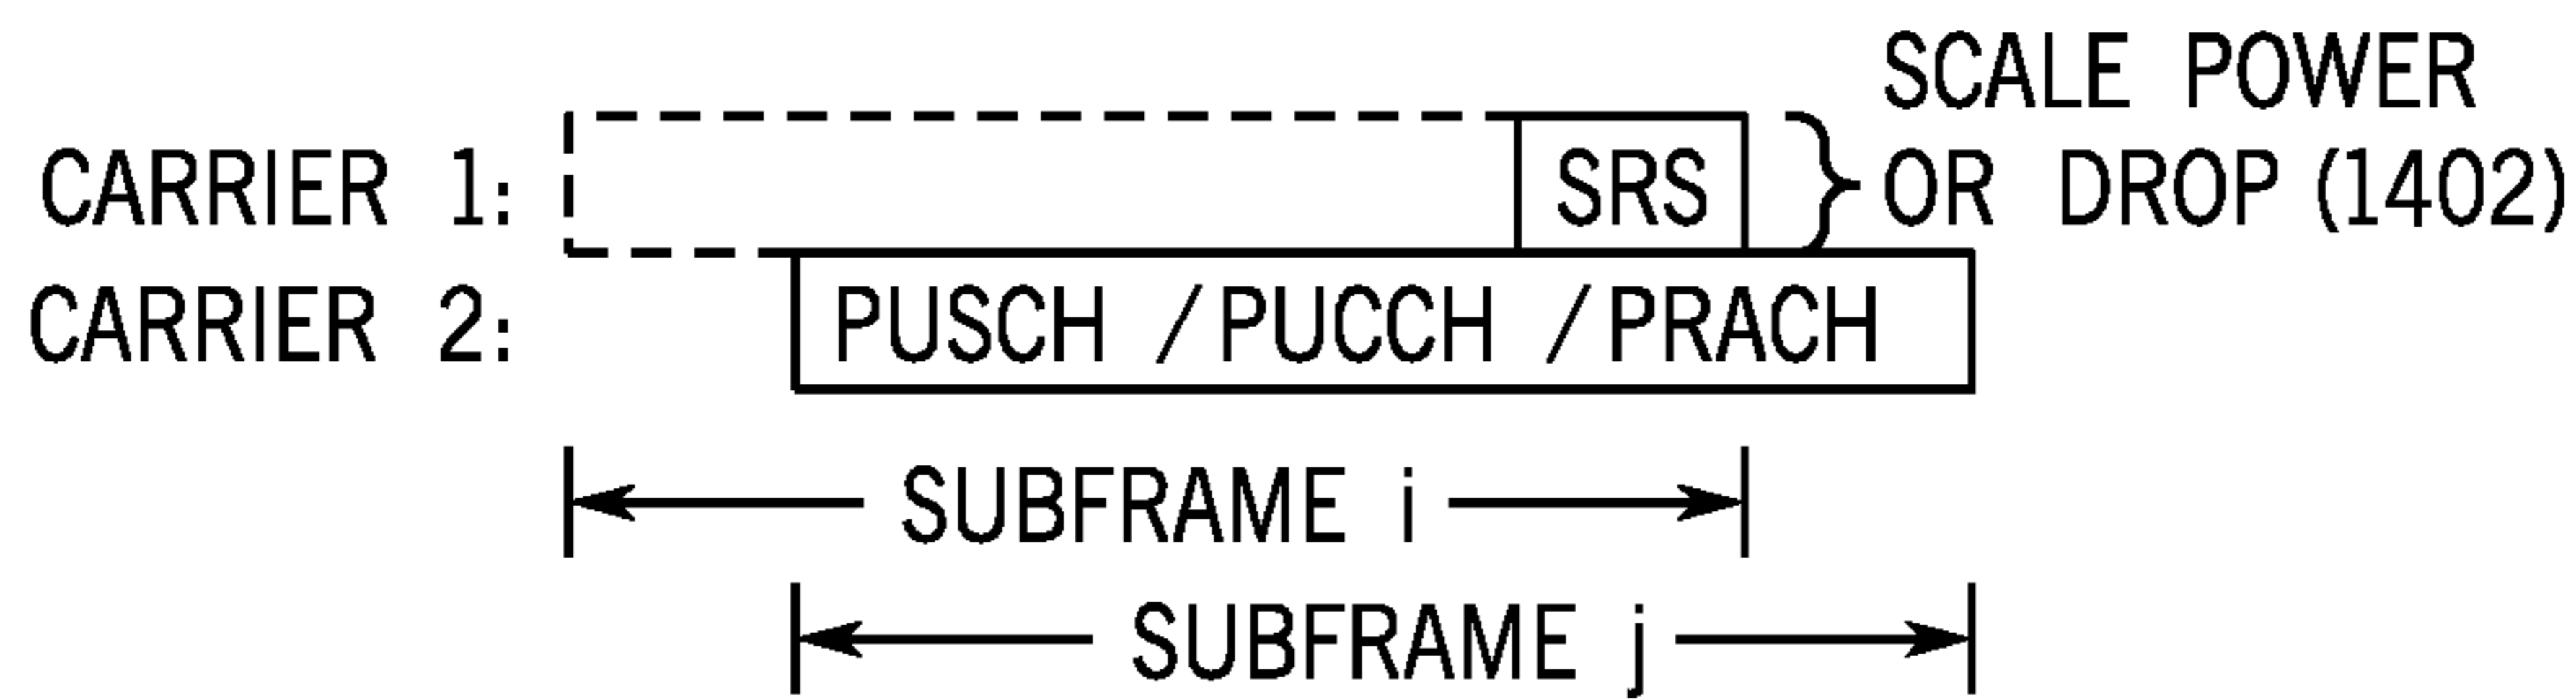 SCALE POWER
OR DROP (1402)
CARRIER 1:
SRS
CARRIER 2:
PUSCH / PUCCH / PRACH
SUBFRAME i
SUBFRAME j